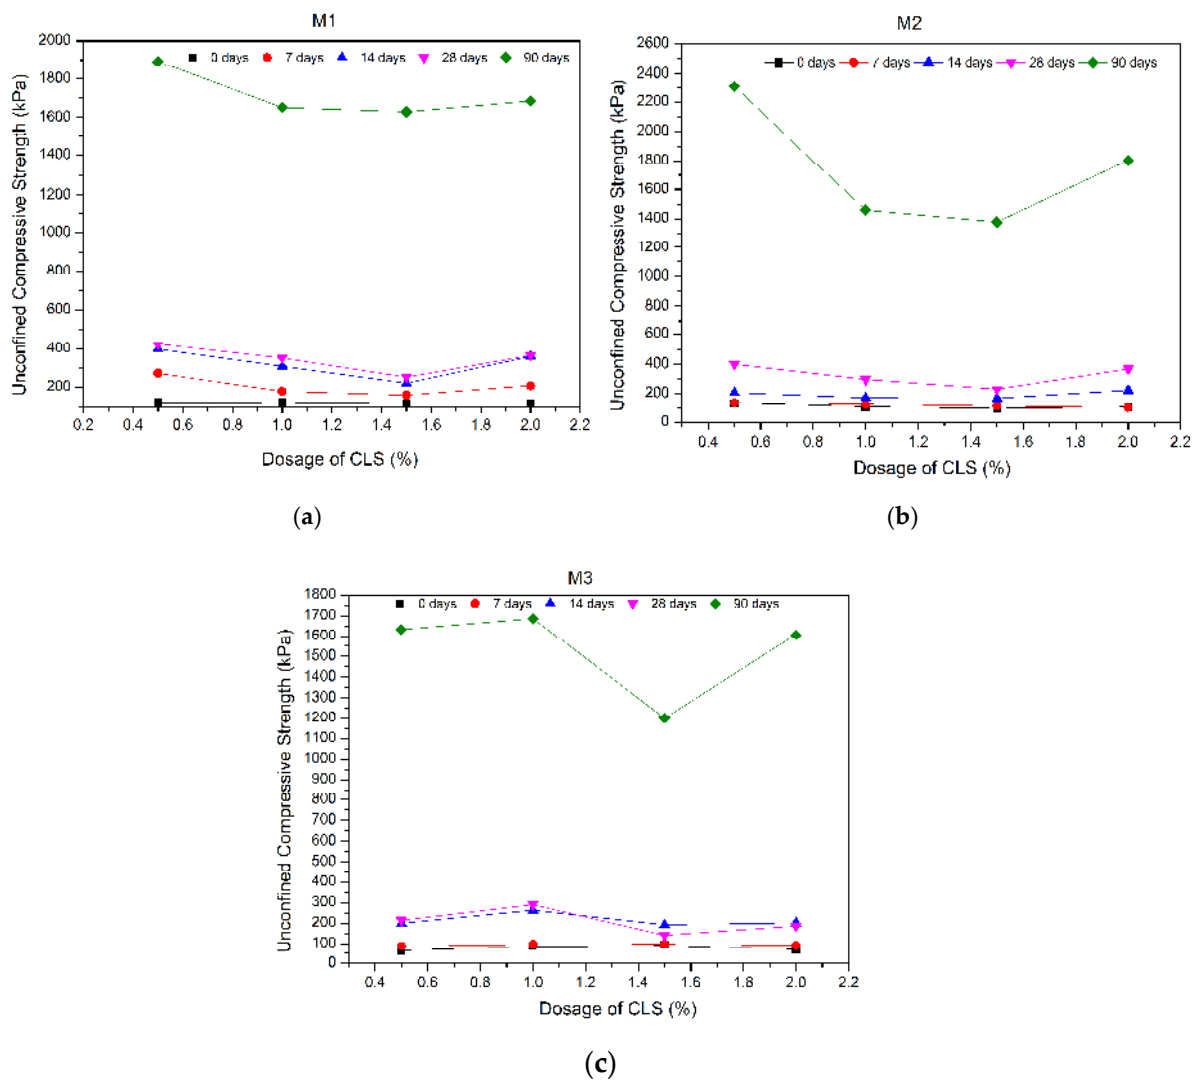 M1
0 days 7 days 14 days 28 days 90 days
2000
1800
1600
1400
1200
1000
800
600
400
200
Unconfined Compressive Strength (kPa)
0.2 0.4 0.6 0.8 1.0 1.2 1.4 1.6 1.8 2.0 2.2
Dosage of CLS (%)
(a)
M2
0 days 7 days 14 days 28 days 90 days
2600
2400
2200
2000
1800
1600
1400
1200
1000
800
600
400
200
0
Unconfined Compressive Strength (kPa)
0.4 0.6 0.8 1.0 1.2 1.4 1.6 1.8 2.0 2.2
Dosage of CLS (%)
(b)
M3
0 days 7 days 14 days 28 days 90 days
1800
1700
1600
1500
1400
1300
1200
1100
1000
900
800
700
600
500
400
300
200
100
0
Unconfined Compressive Strength (kPa)
0.4 0.6 0.8 1.0 1.2 1.4 1.6 1.8 2.0 2.2
Dosage of CLS (%)
(c)